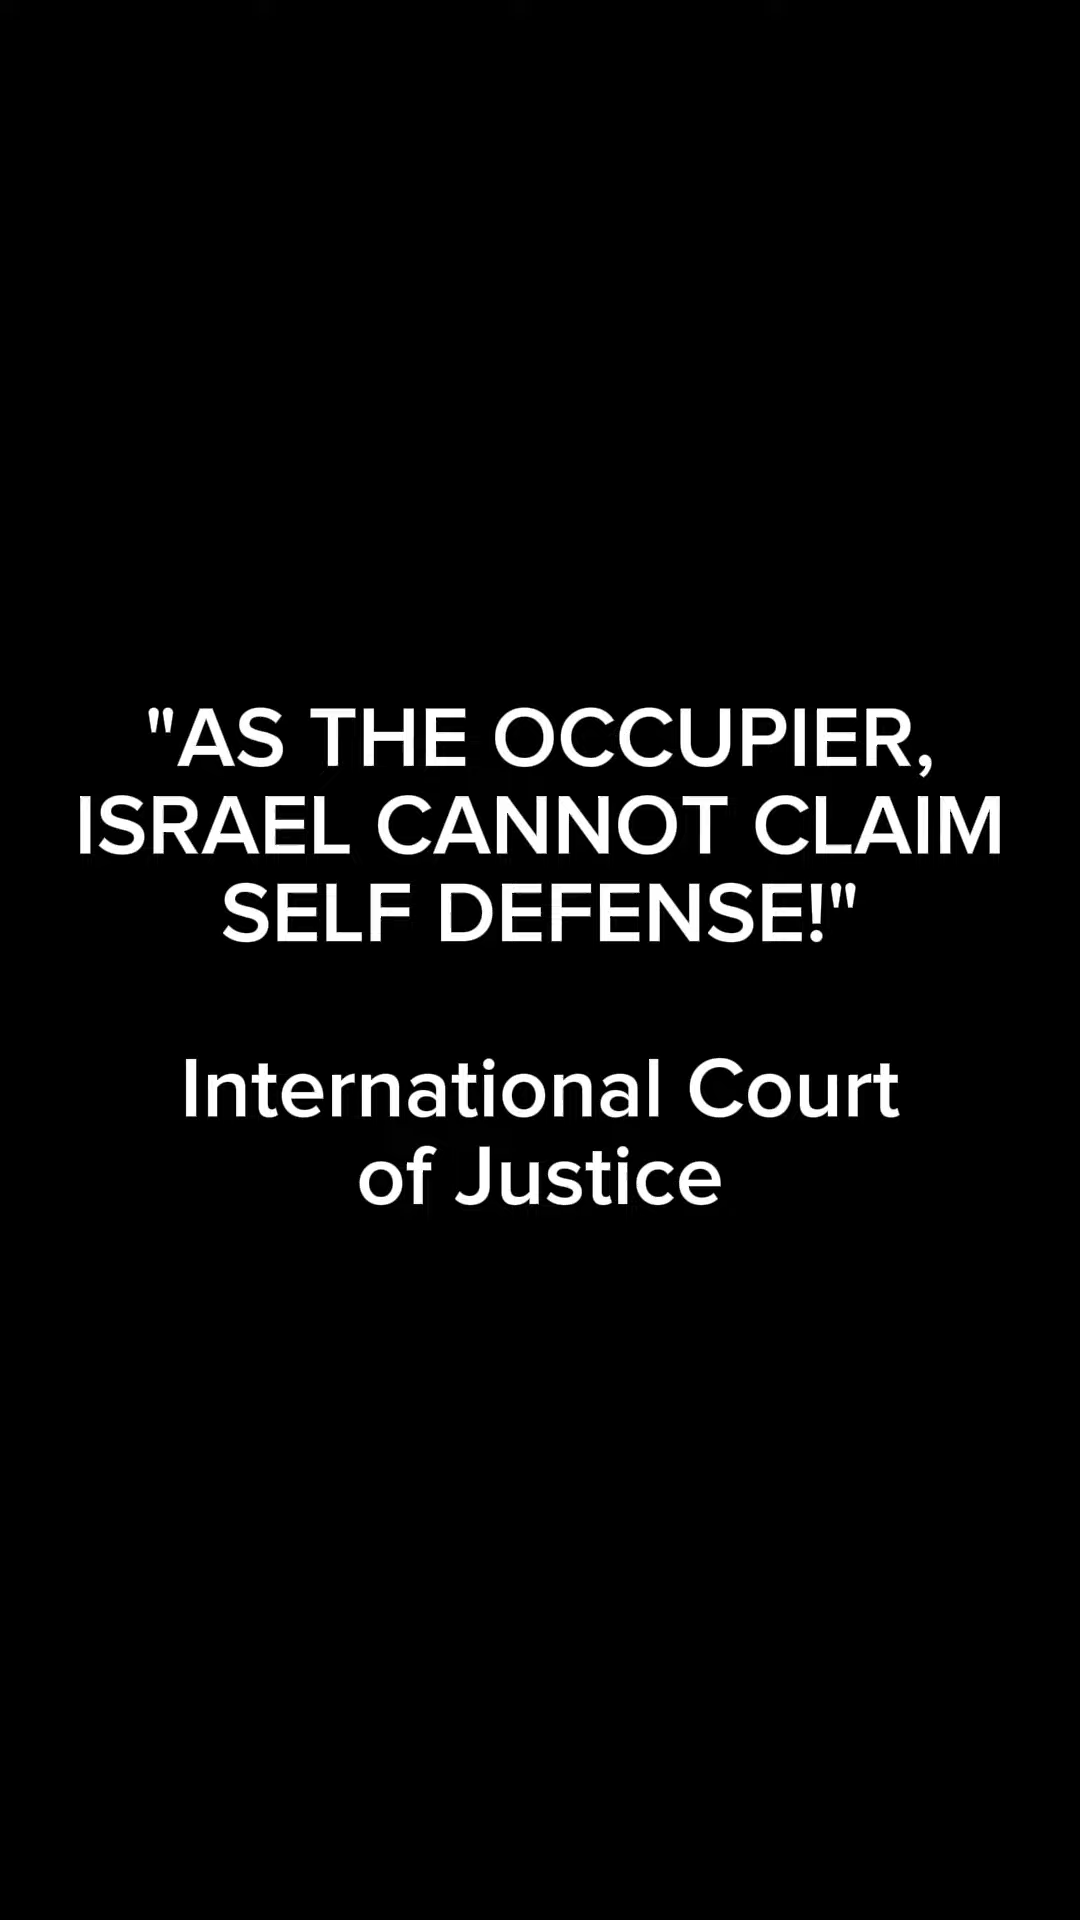 "AS THE OCCUPIER,
ISRAEL CANNOT CLAIM
SELF DEFENSE!"
International Court
of Justice